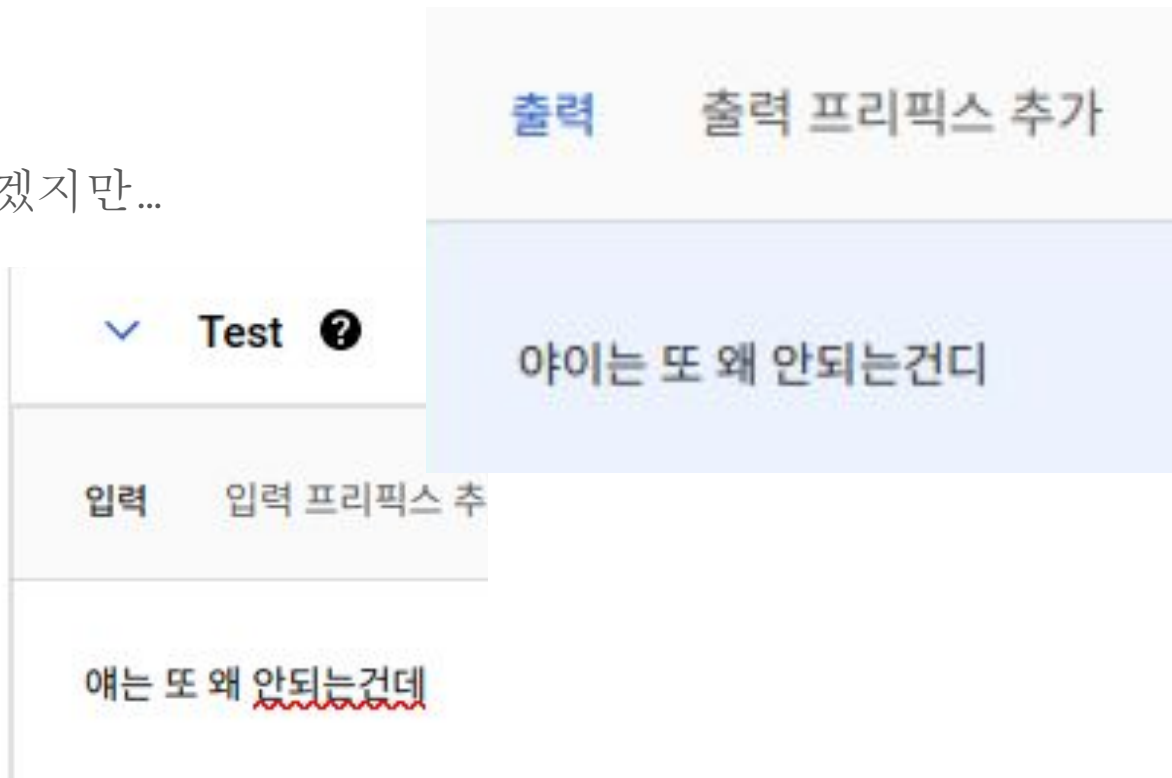 겠지만…
출력 출력 프리픽스 추가
야이는 또 왜 안되는건디
Test ?
입력 입력 프리픽스 추
얘는 또 왜 안되는건데